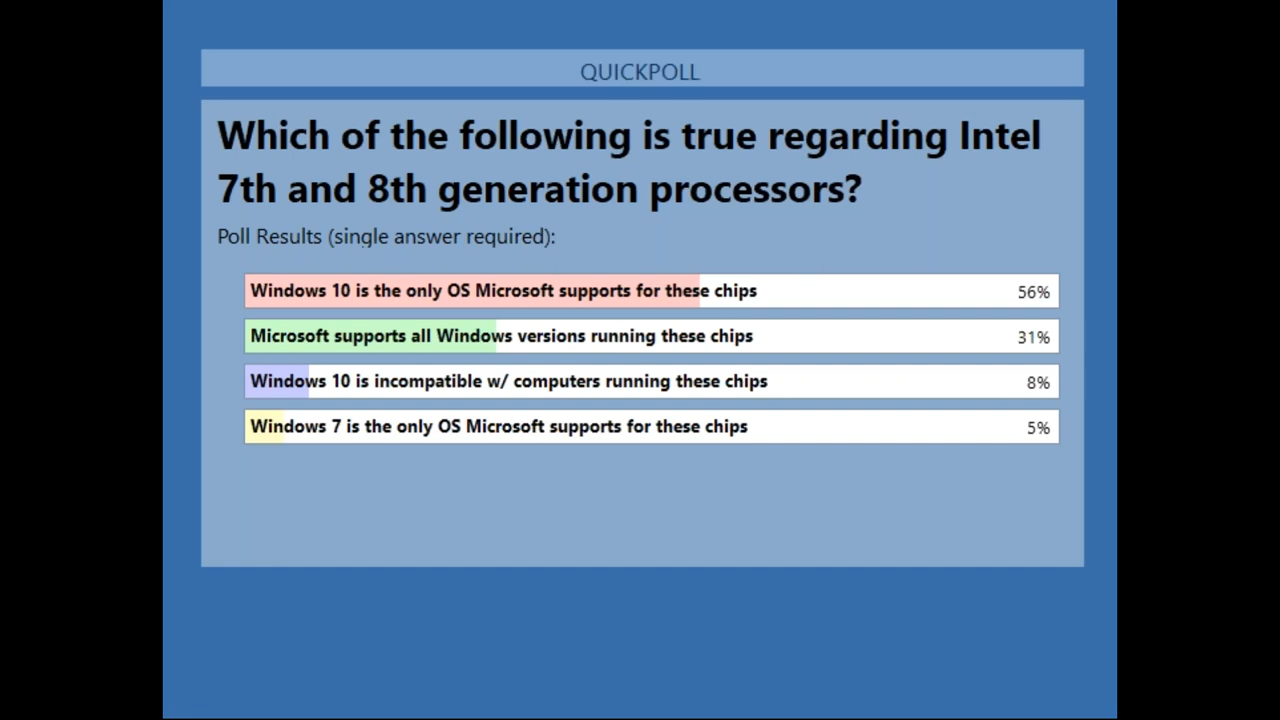 QUICKPOLL
Which of the following is true regarding Intel
7th and 8th generation processors?
Poll Results (single answer required):
Windows 10 is the only OS Microsoft supports for these chips 56%
Microsoft supports all Windows versions running these chips 31%
Windows 10 is incompatible w/ computers running these chips 8%
Windows 7 is the only OS Microsoft supports for these chips 5%